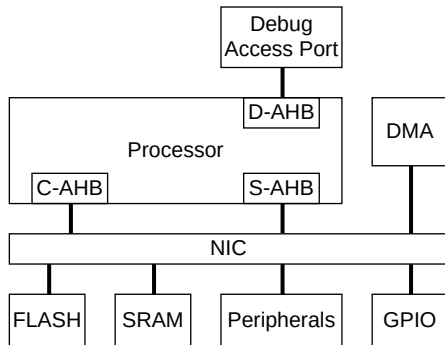 Debug
Access Port
D-AHB
DMA
Processor
C-AHB
S-AHB
NIC
FLASH
SRAM
Peripherals
GPIO